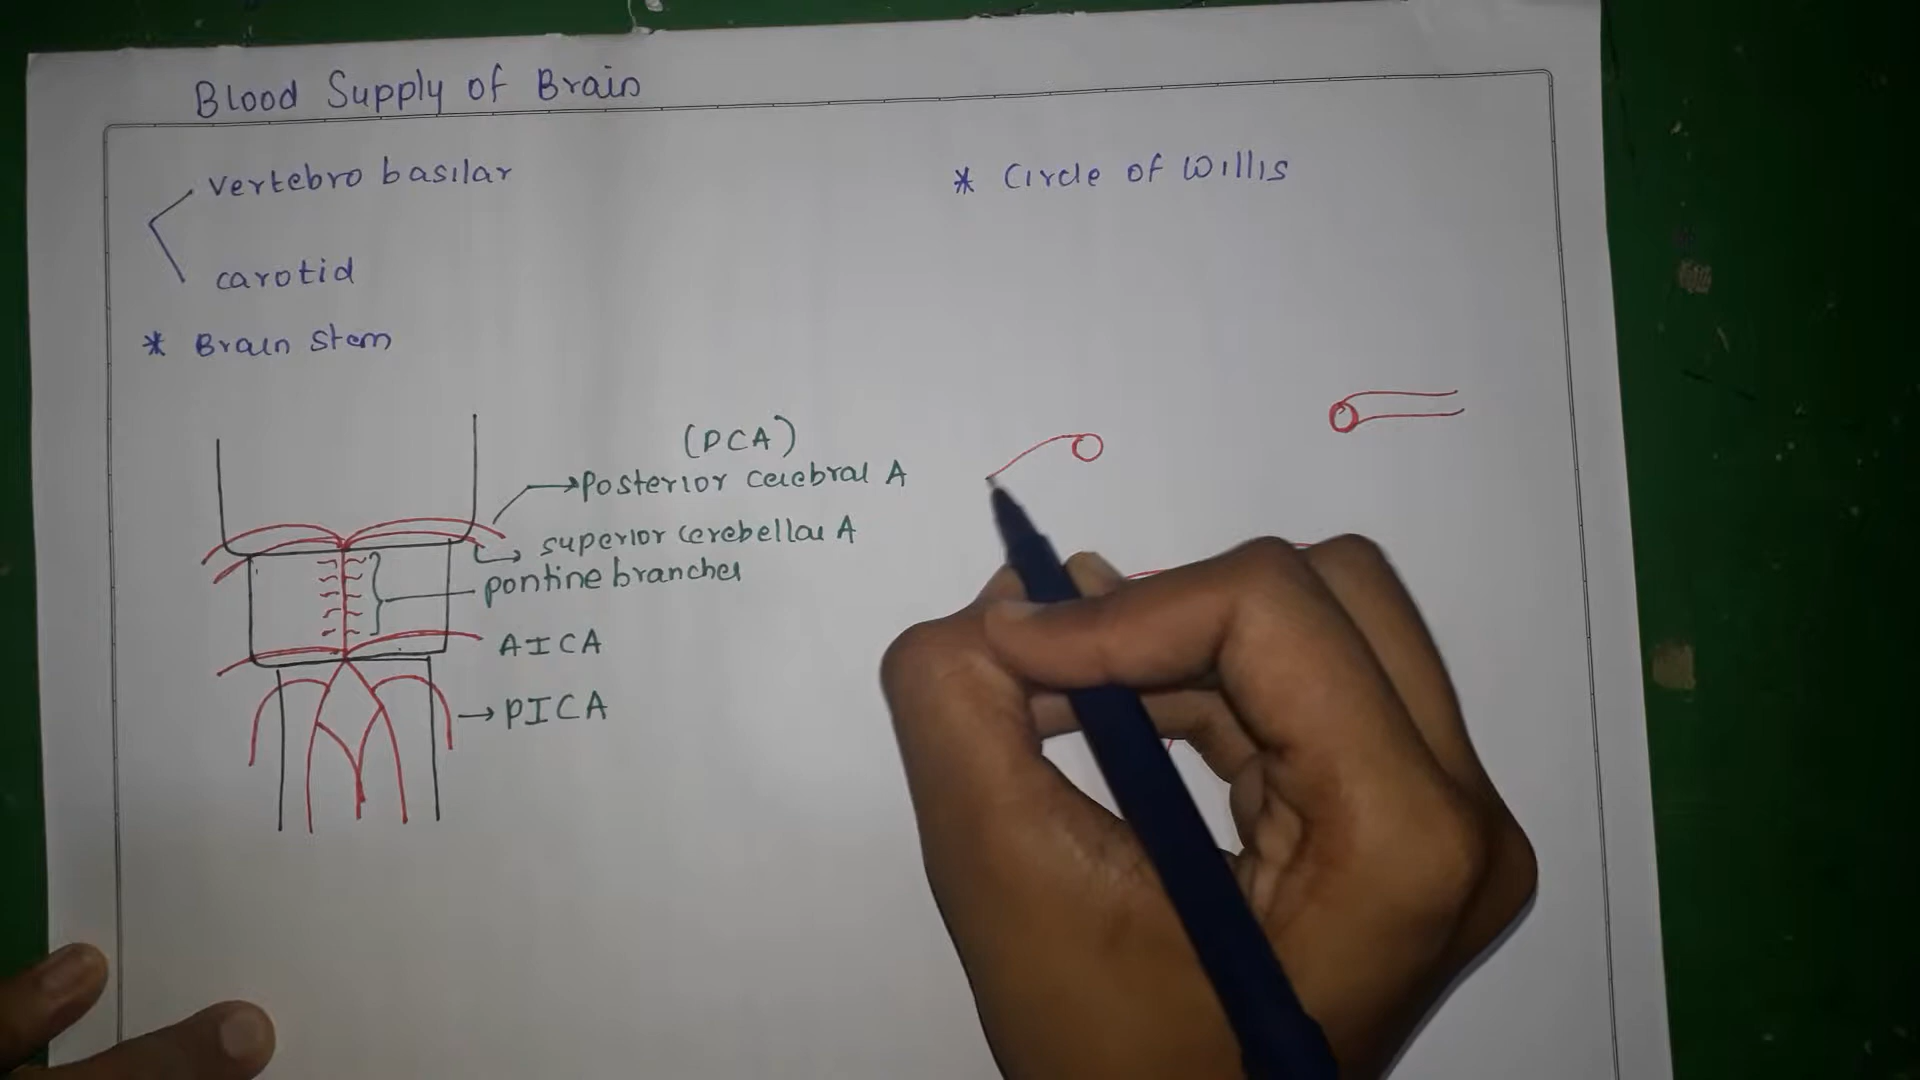 Blood Supply of Brain
vertebro basilar
carotid
* Brain stem
(PCA)
Posterior cerebral A
superior cerebellar A
pontine branches
AICA
PICA
* Circle of Willis